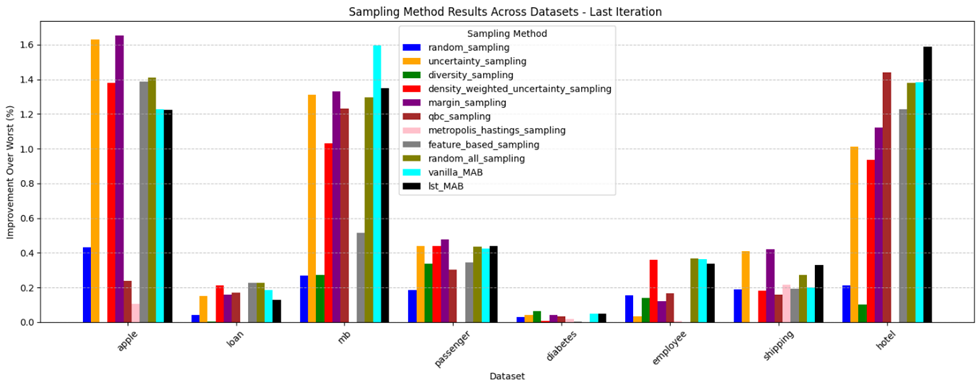 Sampling Method Results Across Datasets - Last Iteration
Improvement Over Worst (%)
1.6
1.4
1.2
1.0
0.8
0.6
0.4
0.2
0.0
Sampling Method
random_sampling
uncertainty_sampling
diversity_sampling
density_weighted_uncertainty_sampling
margin_sampling
qbc_sampling
metropolis_hastings_sampling
feature_based_sampling
random_all_sampling
vanilla_MAB
lst_MAB
apple
loan
mb
passenger
diabetes
employee
shipping
hotel
Dataset